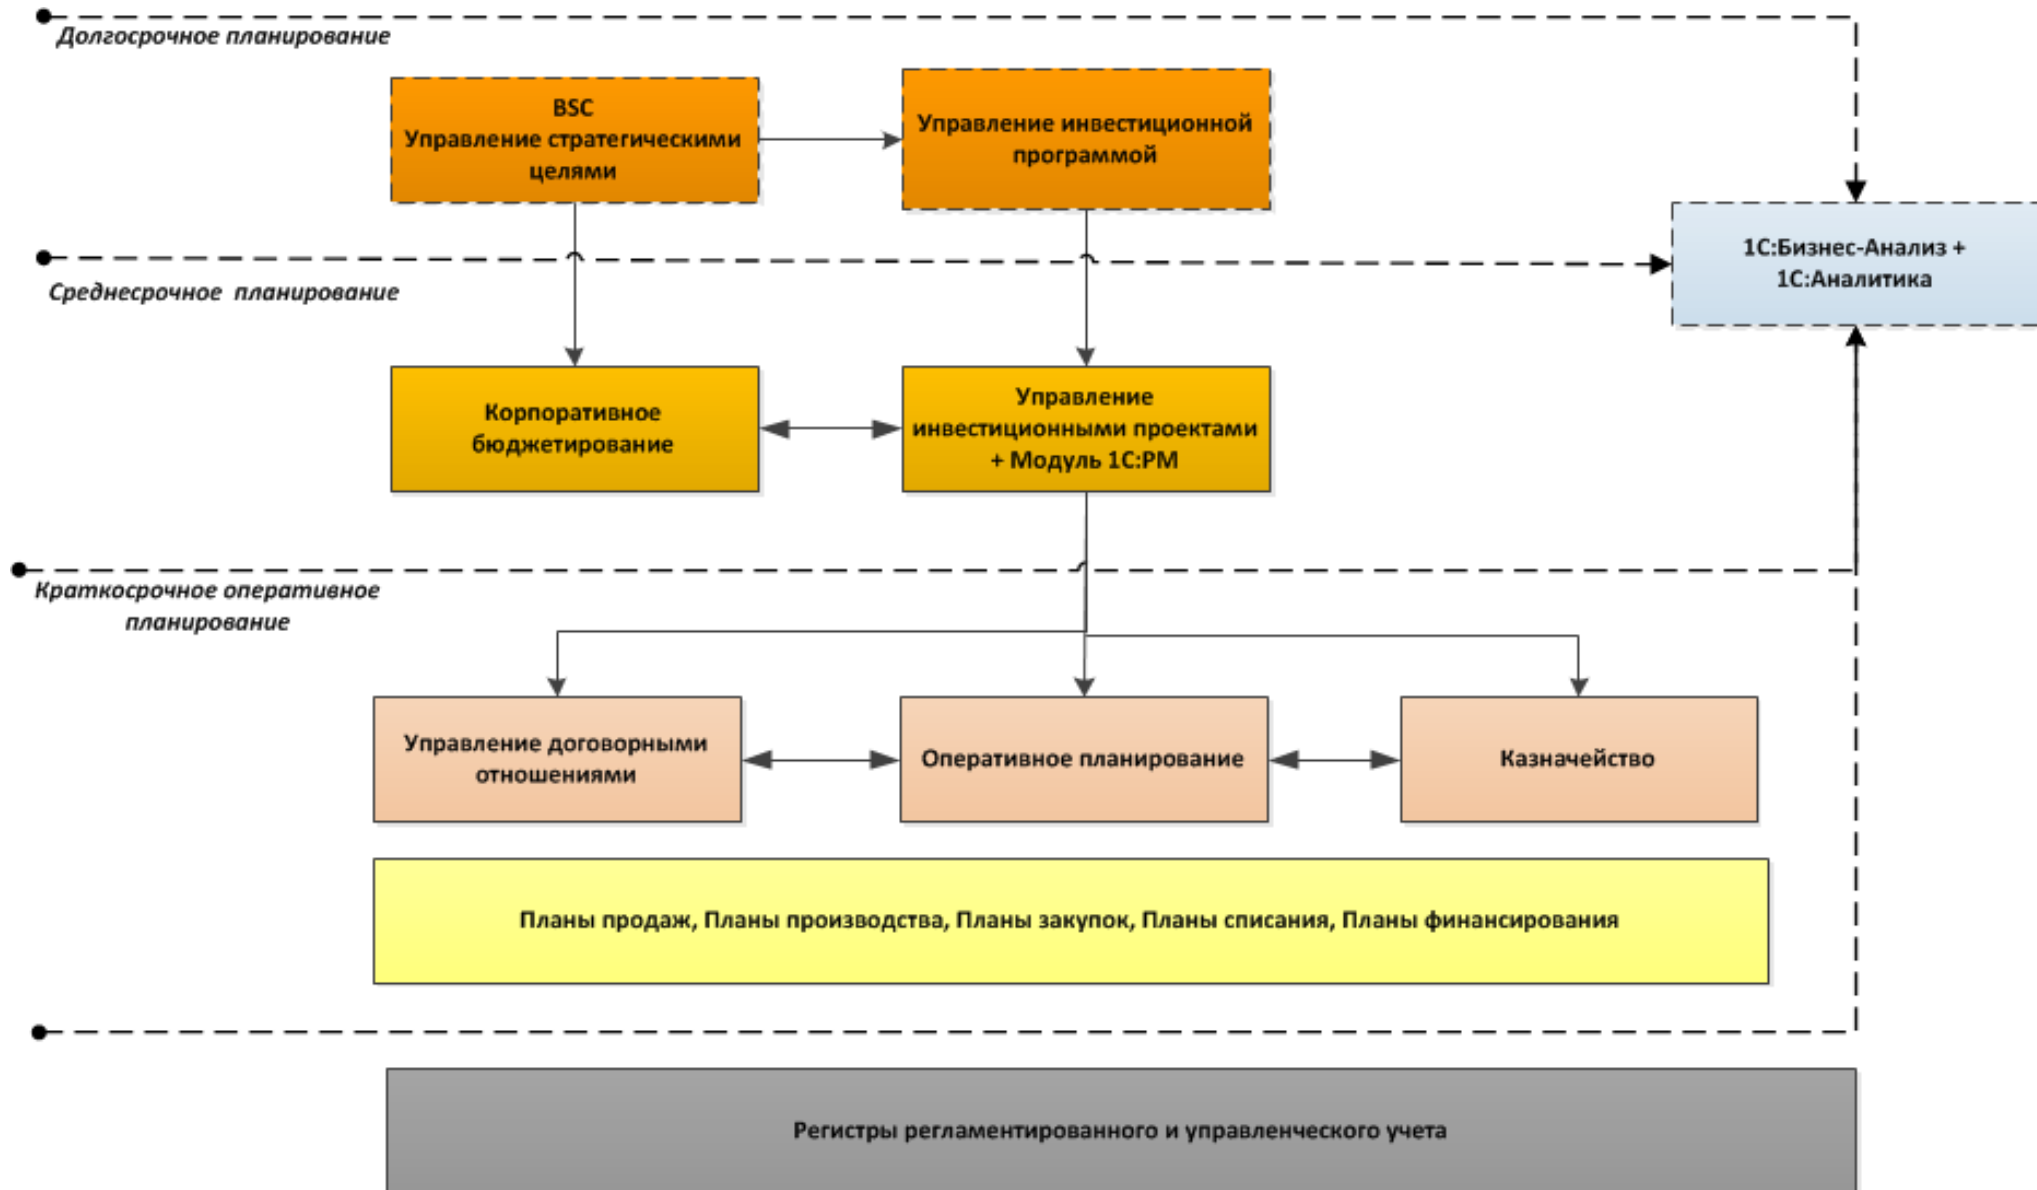 Долгосрочное планирование
BSC
Управление стратегическими
целями
Управление инвестиционной
программой
1С:Бизнес-Анализ +
1С:Аналитика
Среднесрочное планирование
Корпоративное
бюджетирование
Управление
инвестиционными проектами
+ Модуль 1С:PM
Краткосрочное оперативное
планирование
Управление договорными
отношениями
Оперативное планирование
Казначейство
Планы продаж, Планы производства, Планы закупок, Планы списания, Планы финансирования
Регистры регламентированного и управленческого учета